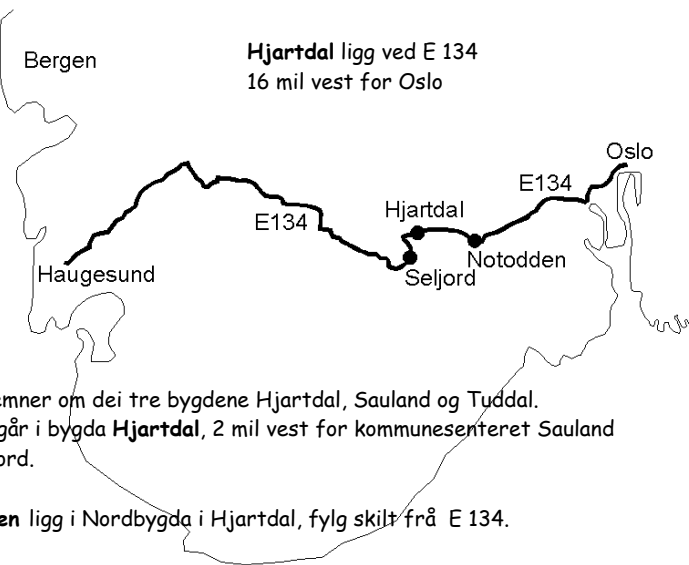 Hjartdal ligg ved E 134
16 mil vest for Oslo
Bergen
Oslo
E134
Hjartdal
E134
Notodden
Haugesund
Seljord
emner om dei tre bygdene Hjartdal, Sauland og Tuddal.
går i bygda Hjartdal, 2 mil vest for kommunesenteret Sauland
ord.
en ligg i Nordbygda i Hjartdal, fylg skilt frå E 134.